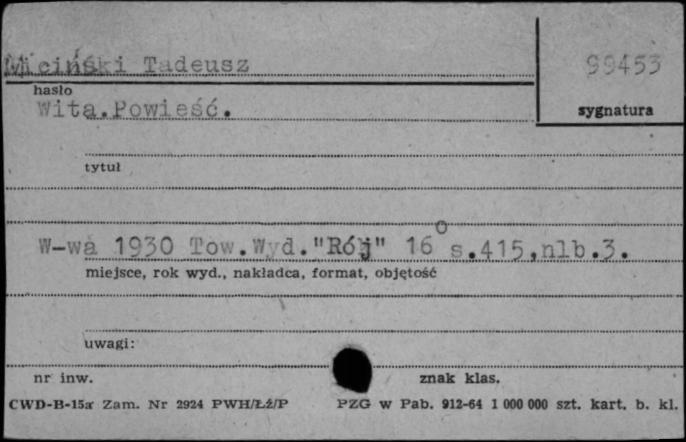 Miciński Tadeusz
99453
hasło
sygnatura
Wita.Powieść.
tytuł
W-wa 1930 Tow.Wyd."Rój" 16° s.415,nlb.3.
miejsce, rok wyd., nakładca, format, objętość
uwagi:
nr inw.
znak klas.
CWD-B-15a Zam. Nr 2924 PWH/Łź/P
PZG w Pab. 912-64 1 000 000 szt. kart. b. kl.